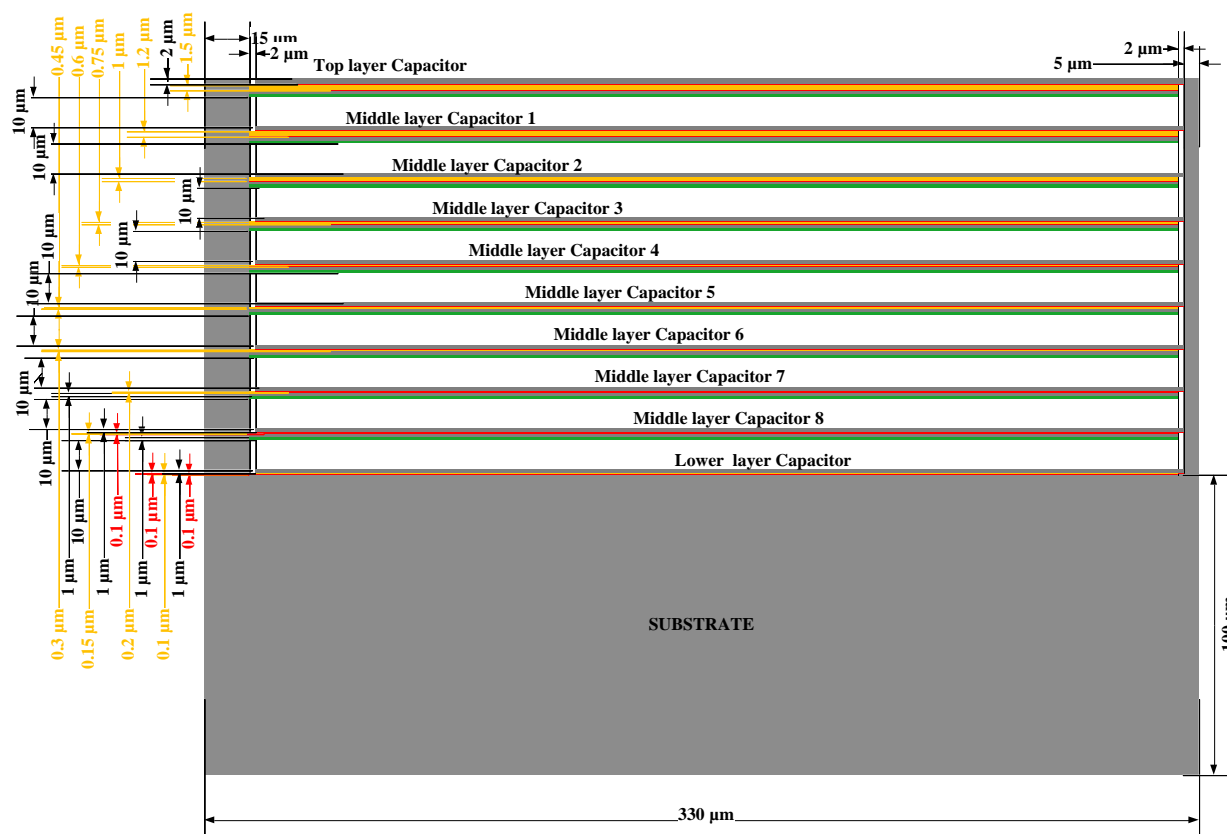 15 μm
2 μm
2 μm
5 μm
0.45 μm
0.6 μm
0.75 μm
1 μm
1.2 μm
2 μm
1.5 μm
Top layer Capacitor
10 μm
Middle layer Capacitor 1
10 μm
Middle layer Capacitor 2
10 μm
Middle layer Capacitor 3
10 μm
10 μm
Middle layer Capacitor 4
10 μm
Middle layer Capacitor 5
Middle layer Capacitor 6
10 μm
Middle layer Capacitor 7
10 μm
Middle layer Capacitor 8
Lower layer Capacitor
1 μm
10 μm
1 μm
0.1 μm
1 μm
0.1 μm
1 μm
0.1 μm
0.3 μm
0.15 μm
0.2 μm
0.1 μm
SUBSTRATE
100 μm
330 μm